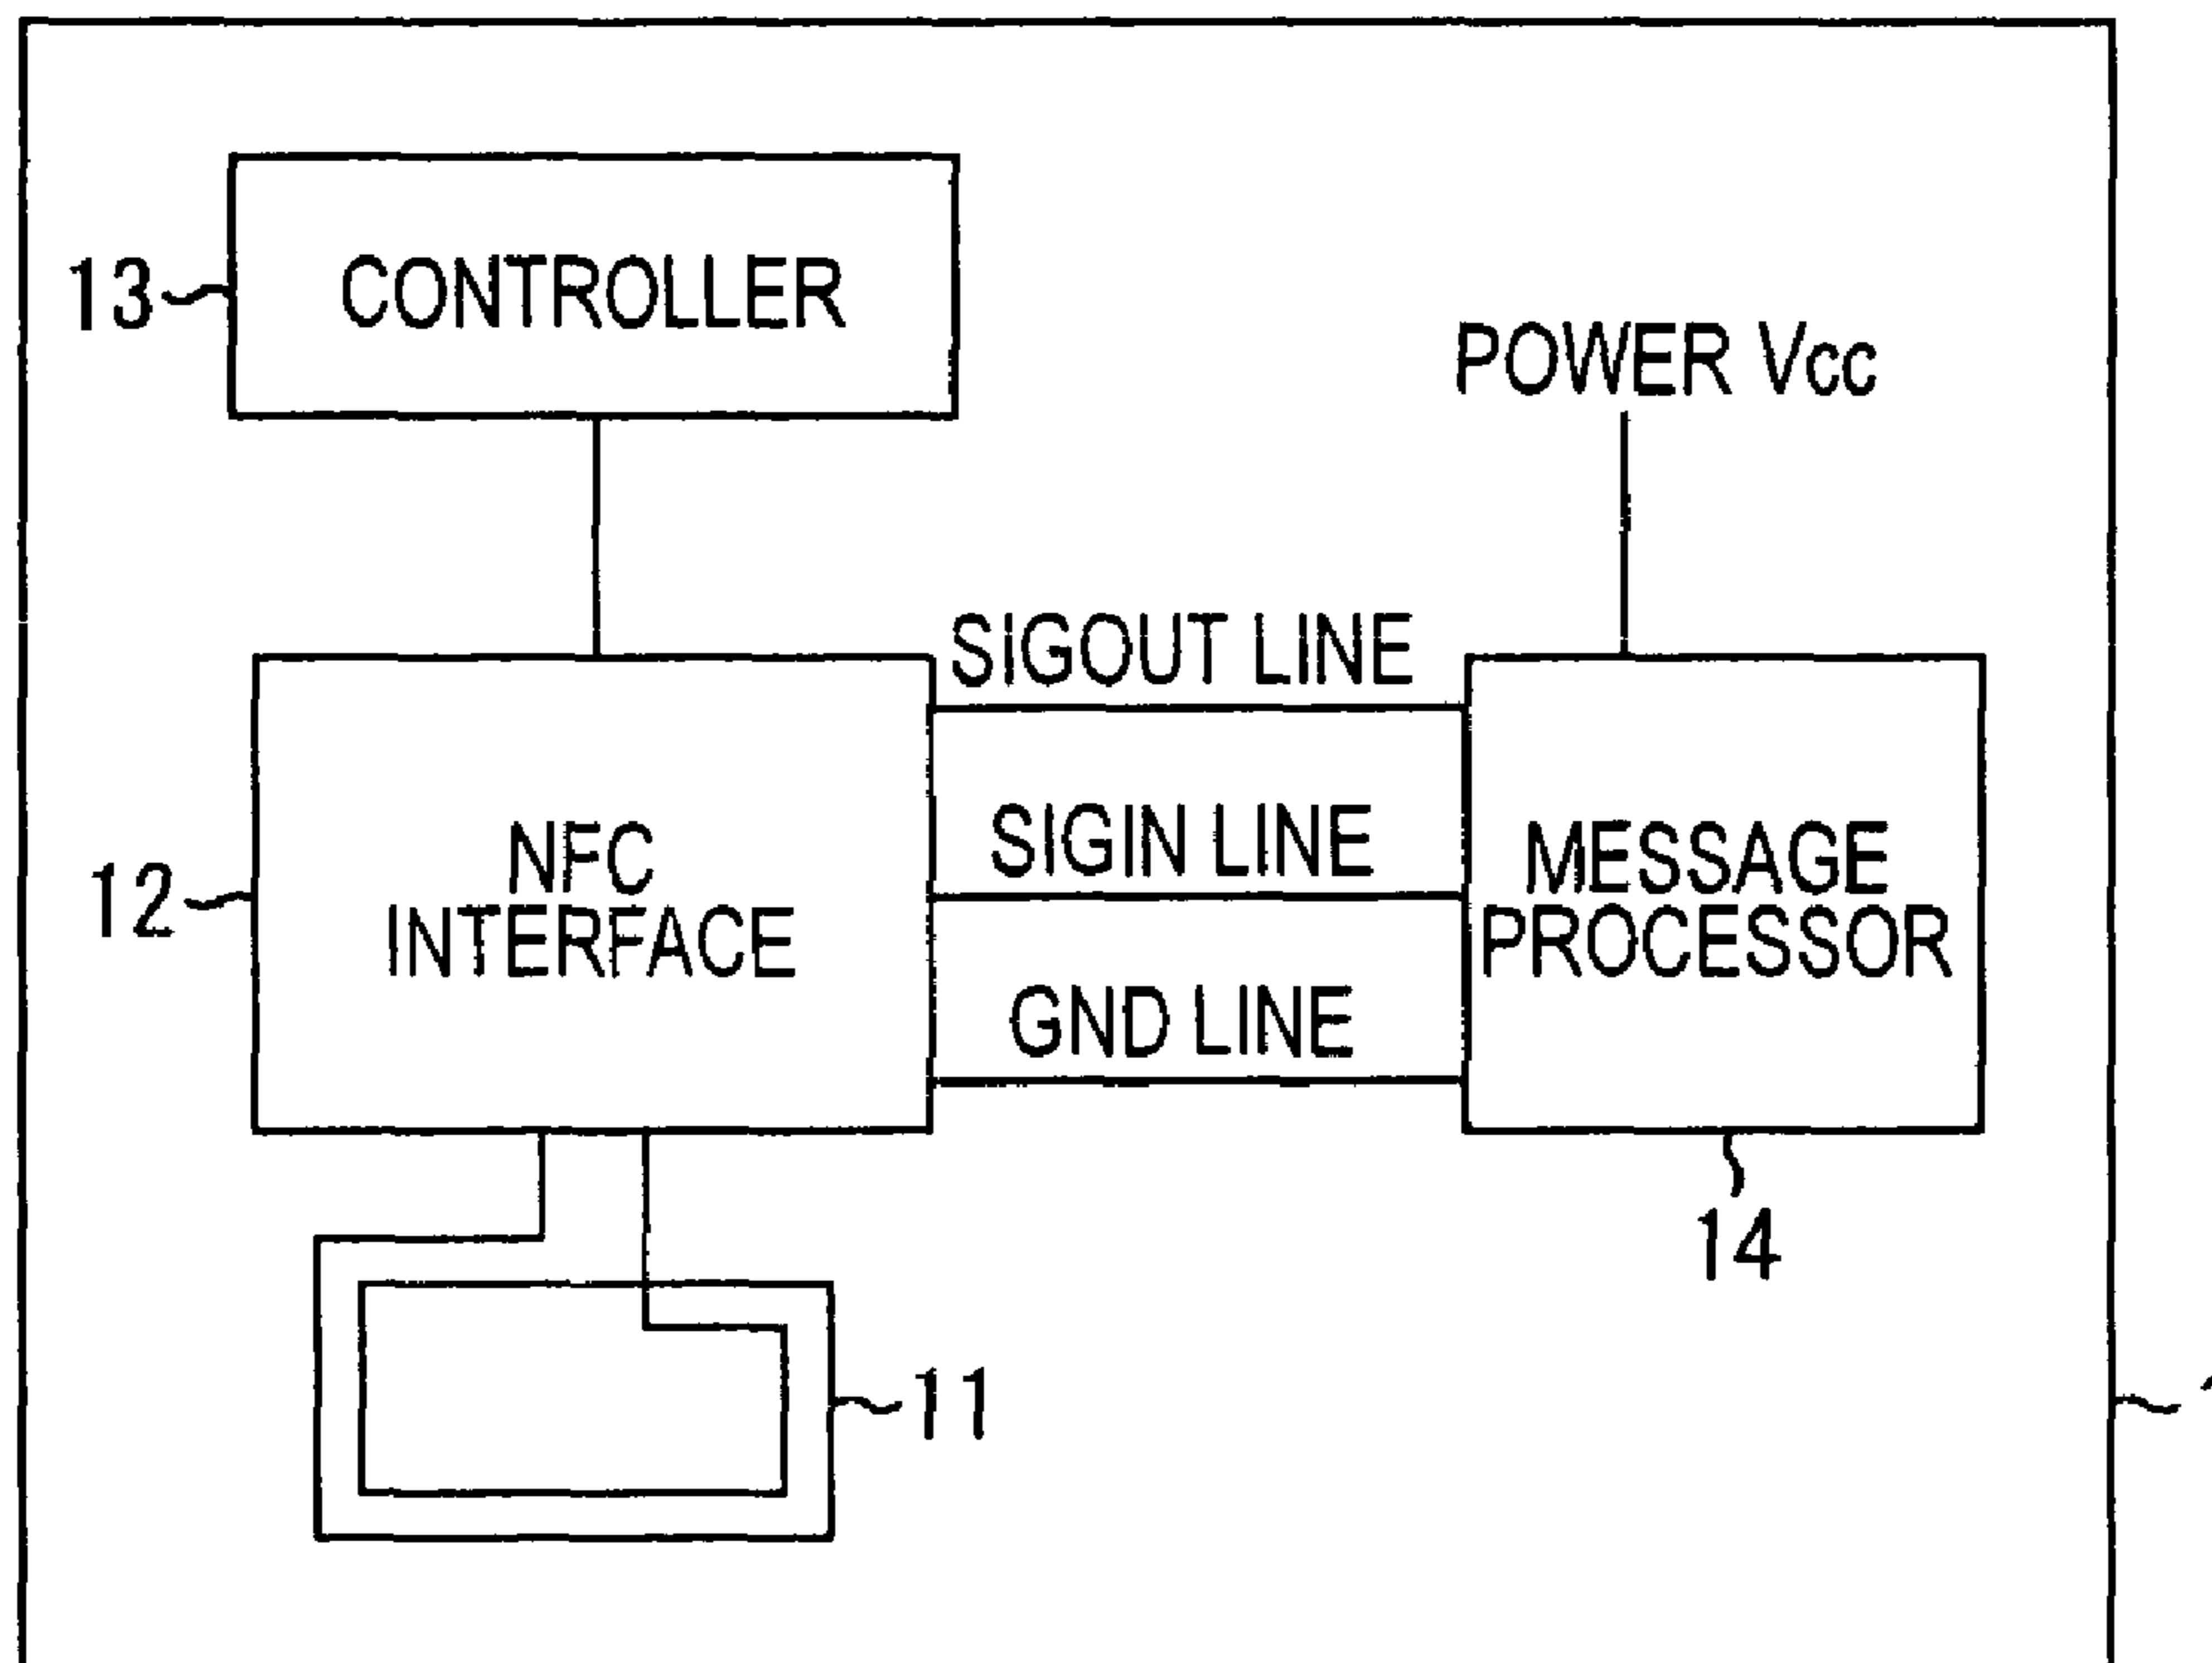 13
CONTROLLER
POWER Vcc
SIGOUT LINE
12
NFC
INTERFACE
SIGIN LINE
MESSAGE
PROCESSOR
GND LINE
14
11